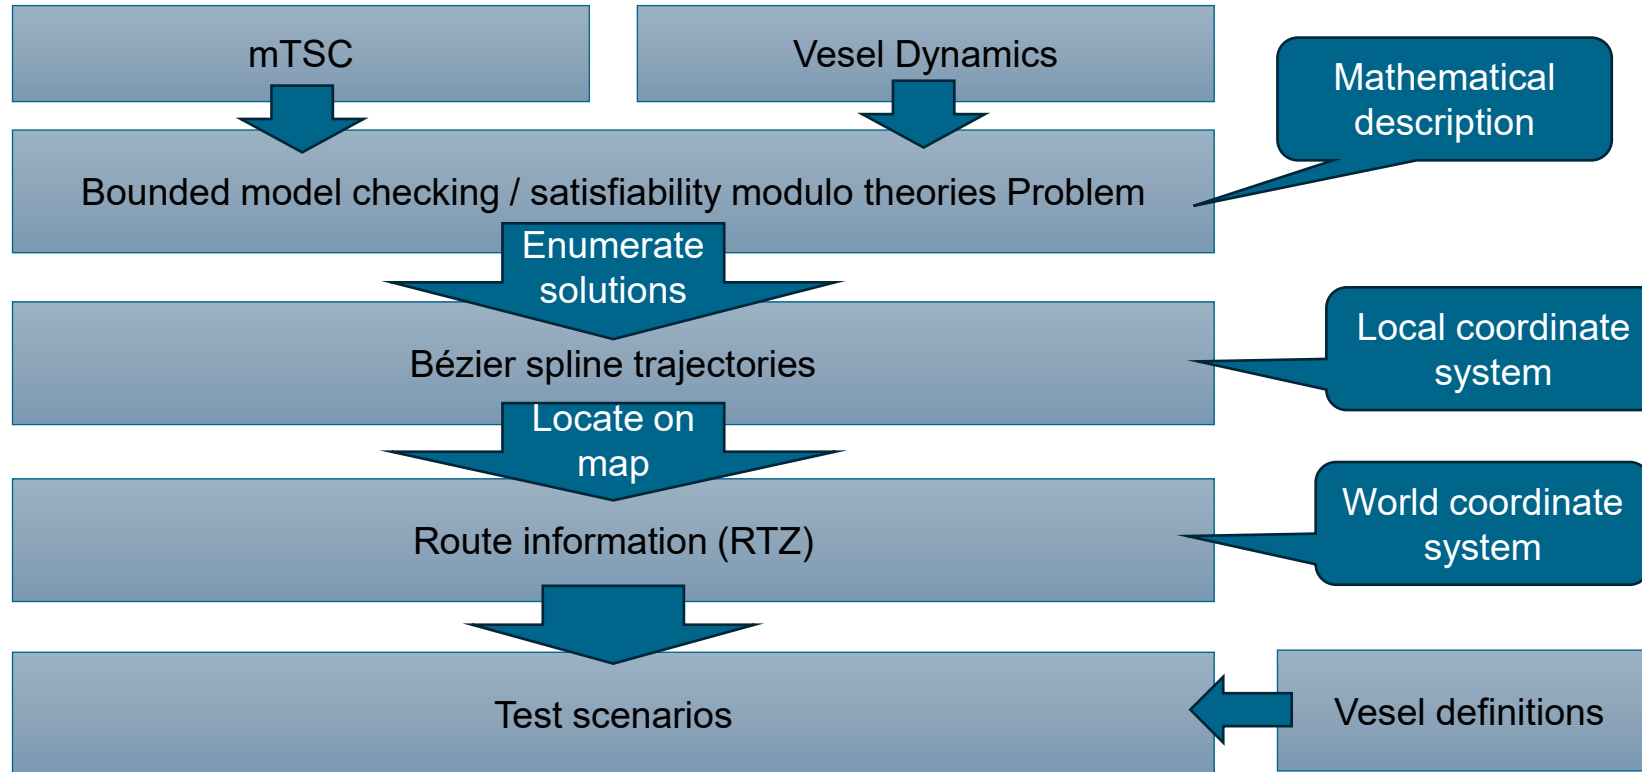 mTSC
Vesel Dynamics
Mathematical
description
Bounded model checking / satisfiability modulo theories Problem
Enumerate
solutions
Local coordinate
system
Bézier spline trajectories
Locate on
map
World coordinate
system
Route information (RTZ)
Test scenarios
Vessel definitions